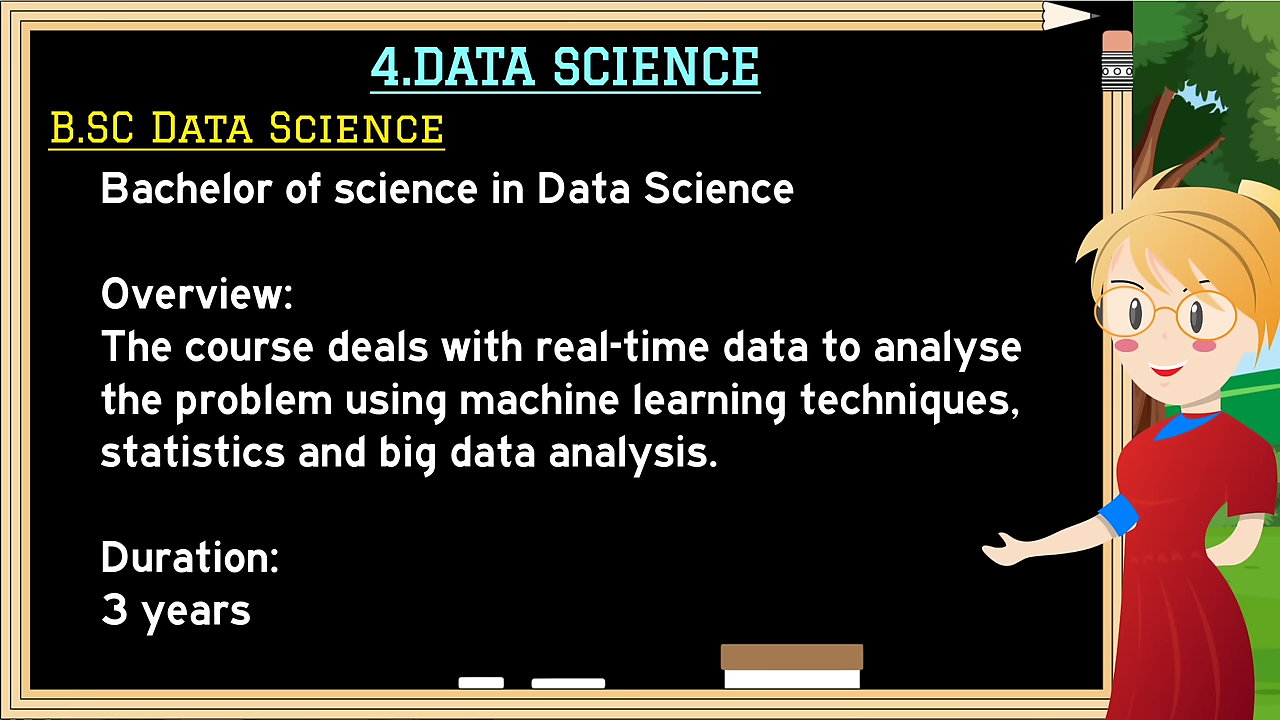 4.DATA SCIENCE
B.SC DATA SCIENCE
Bachelor of science in Data Science
Overview:
The course deals with real-time data to analyse
the problem using machine learning techniques,
statistics and big data analysis.
Duration:
3 years